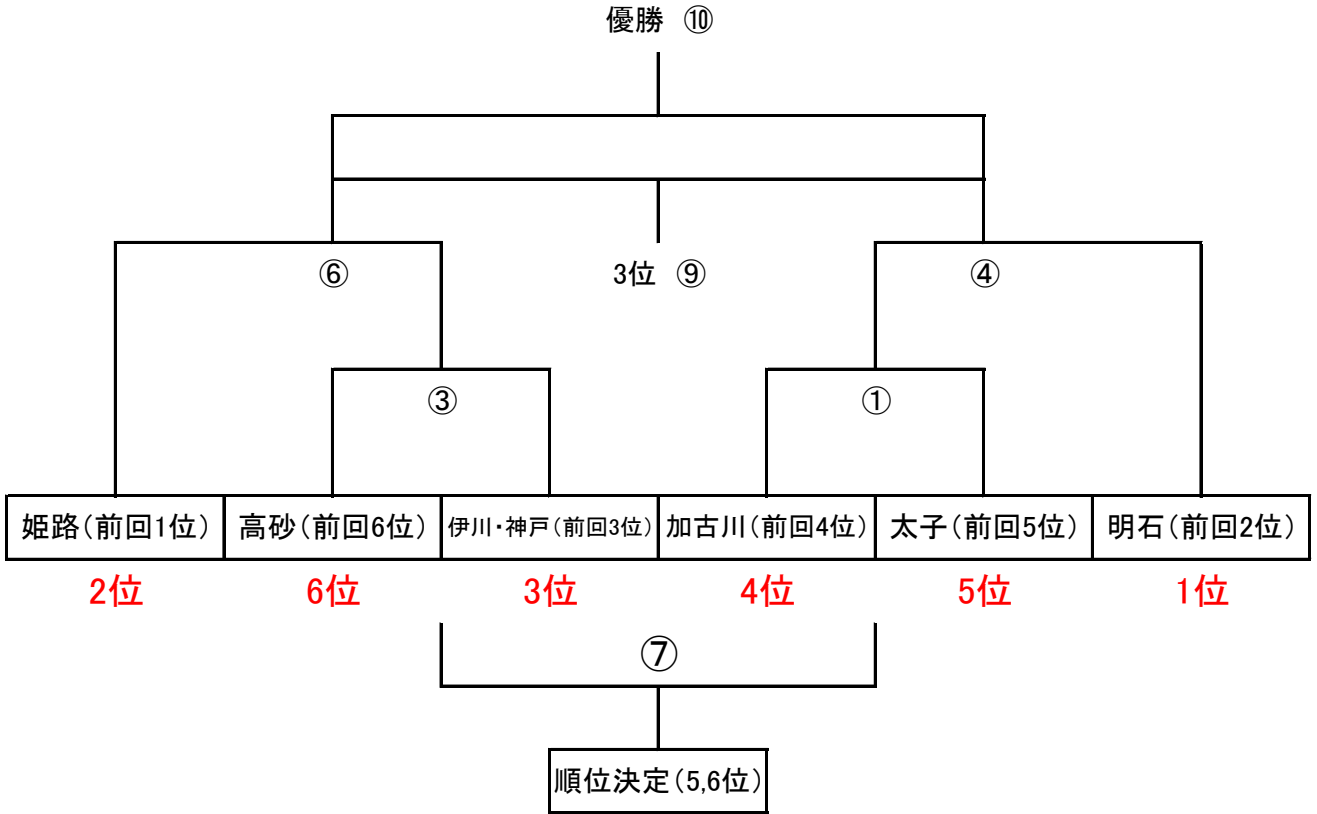 優勝 ⑩
⑥ 3位 ⑨ ④
③ ①
姫路(前回1位) 高砂(前回6位) 伊川・神戸(前回3位) 加古川(前回4位) 太子(前回5位) 明石(前回2位)
2位 6位 3位 4位 5位 1位
⑦
順位決定(5,6位)